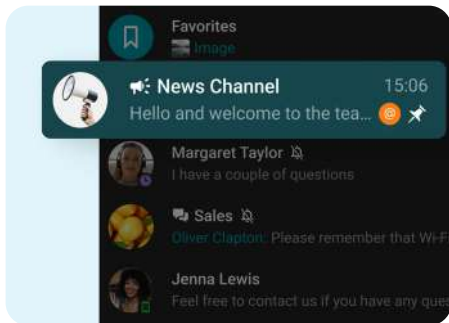 Favorites
Image
News Channel 15:06
Hello and welcome to the tea... @
Margaret Taylor
I have a couple of questions
Sales
Oliver Clapton: Please remember that Wi-F
Jenna Lewis
Feel free to contact us if you have any ques